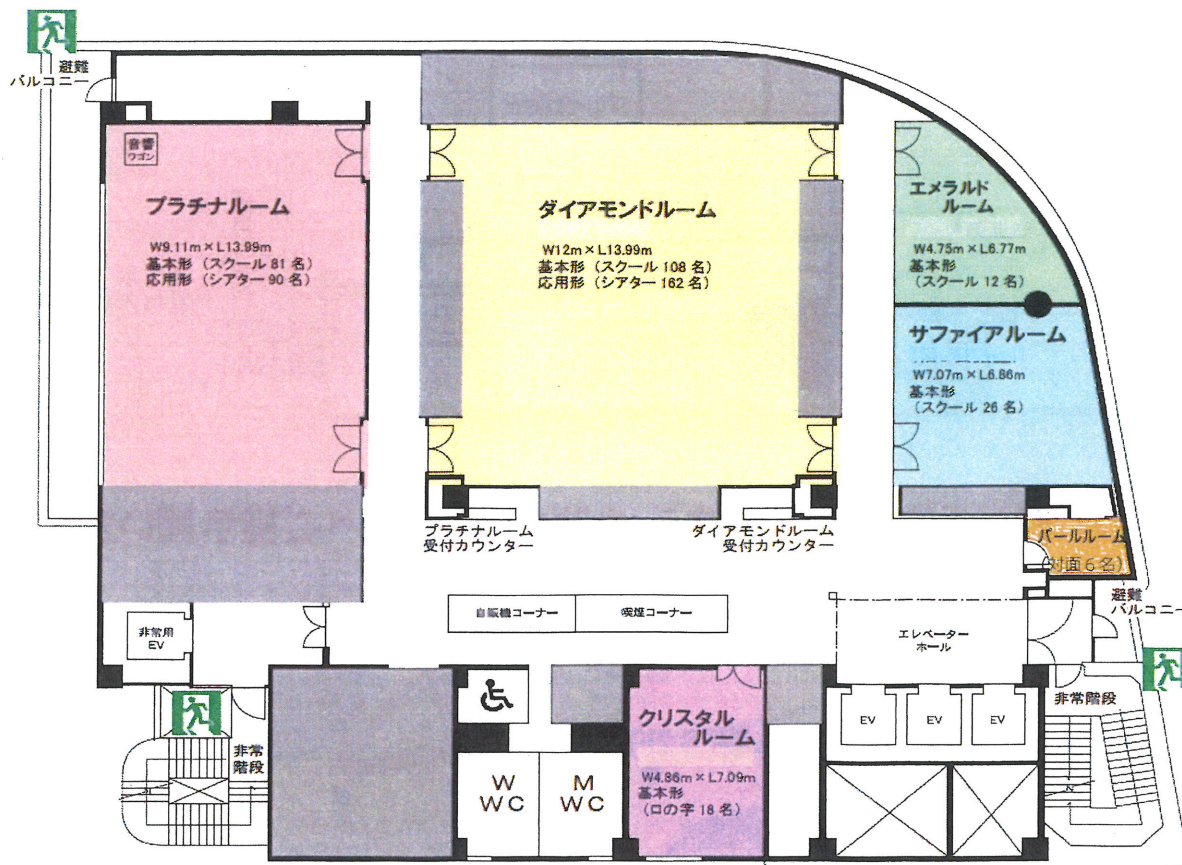 避難
バルコニー
音響
ワゴン
プラチナルーム
W9.11m×L13.99m
基本形（スクール 81 名）
応用形（シアター 90 名）
ダイアモンドルーム
W12m×L13.99m
基本形（スクール 108 名）
応用形（シアター 162 名）
エメラルド
ルーム
W4.75m×L6.77m
基本形
（スクール 12 名）
サファイアルーム
W7.07m×L6.86m
基本形
（スクール 26 名）
プラチナルーム
受付カウンター
ダイアモンドルーム
受付カウンター
パールルーム
（対面６名）
避難
バルコニー
自販機コーナー
喫煙コーナー
エレベーター
ホール
非常用
EV
非常
階段
W
WC
M
WC
クリスタル
ルーム
W4.86m×L7.09m
基本形
（ロの字 18 名）
EV
EV
EV
非常階段